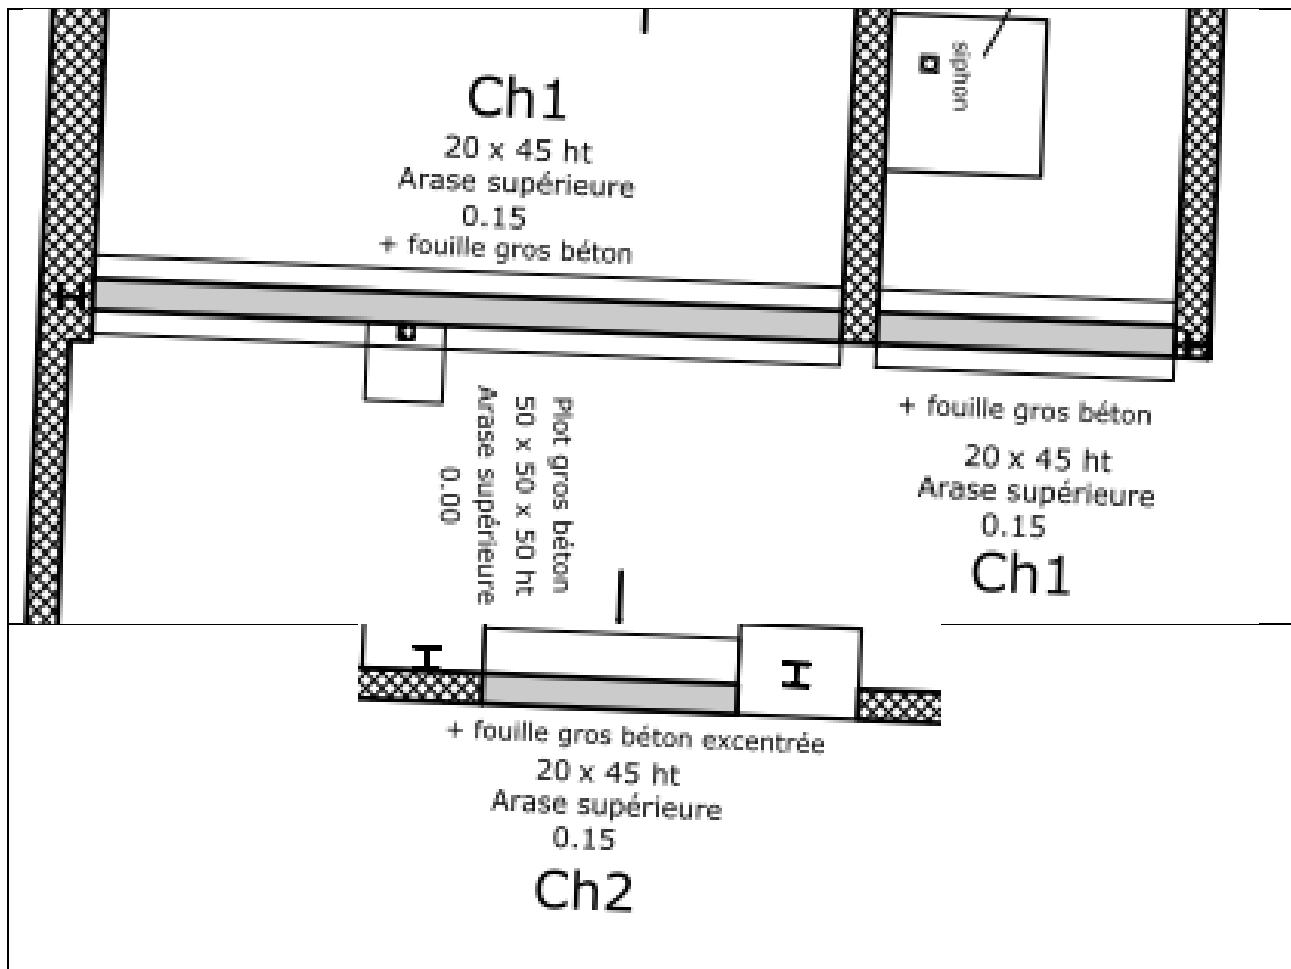 siphon
Ch1
20 x 45 ht
Arase supérieure
0.15
+ fouille gros béton
Plot gros béton
50 x 50 x 50 ht
Arase supérieure
0.00
+ fouille gros béton
20 x 45 ht
Arase supérieure
0.15
Ch1
+ fouille gros béton excentrée
20 x 45 ht
Arase supérieure
0.15
Ch2